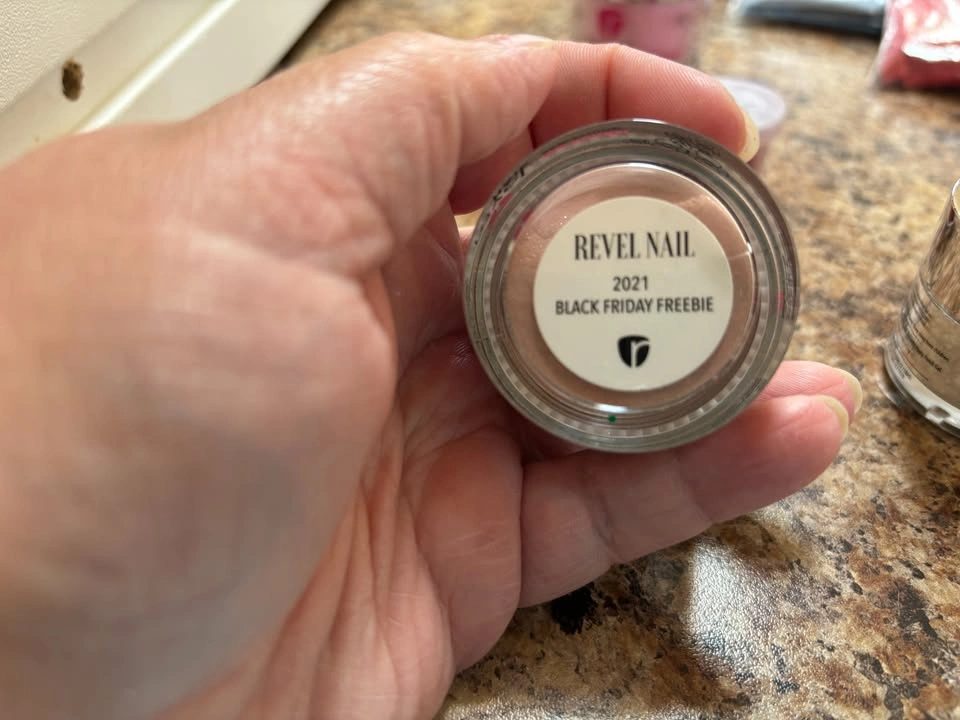 REVEL NAIL
2021
BLACK FRIDAY FREEBIE
r